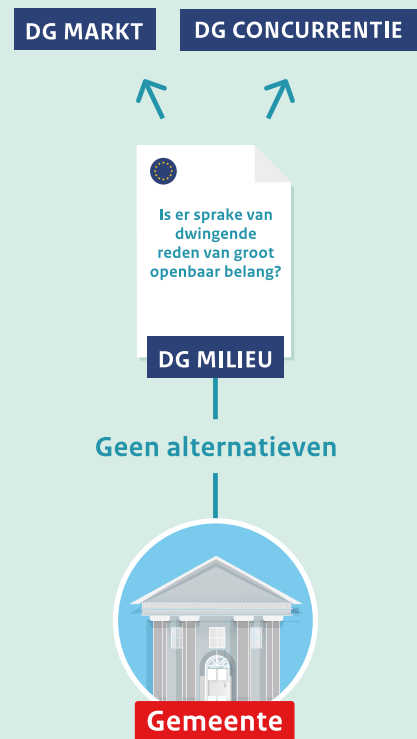 DG MARKT
DG CONCURRENTIE
Is er sprake van
dwingende
reden van groot
openbaar belang?
DG MILIEU
Geen alternatieven
Gemeente